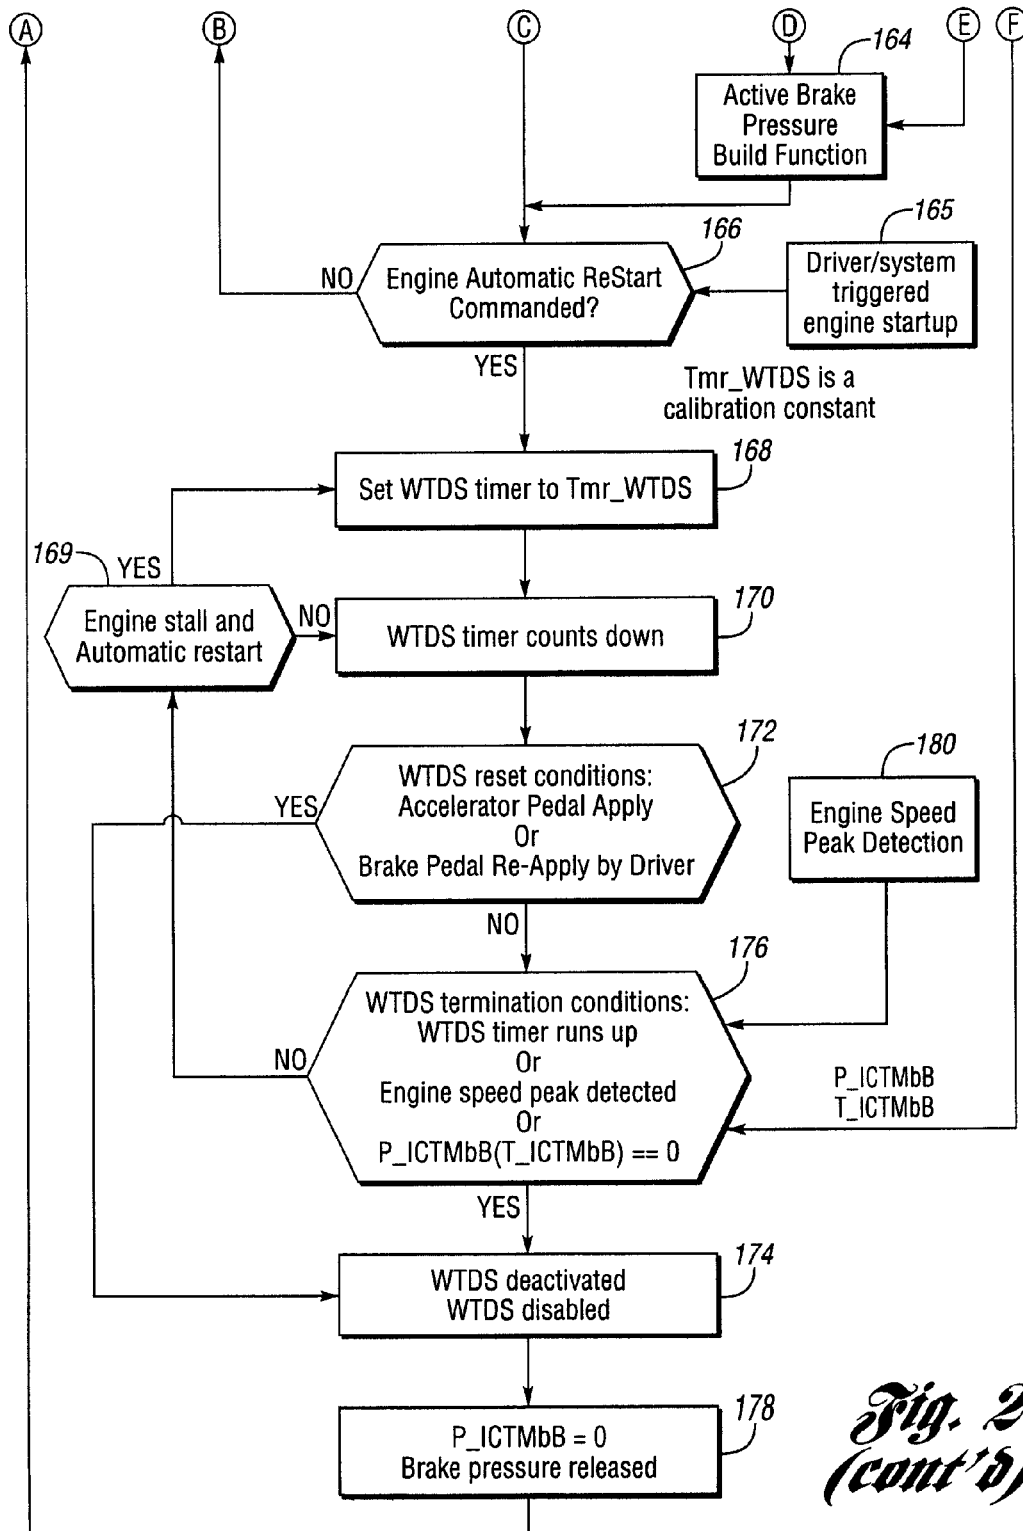 A B C D E F
164
Active Brake
Pressure
Build Function
165
166
NO
Engine Automatic ReStart
Commanded?
Driver/system
triggered
engine startup
YES
Tmr_WTDS is a
calibration constant
168
Set WTDS timer to Tmr_WTDS
169
YES
Engine stall and
Automatic restart
NO
170
WTDS timer counts down
172
WTDS reset conditions:
Accelerator Pedal Apply
Or
Brake Pedal Re-Apply by Driver
YES
180
Engine Speed
Peak Detection
NO
176
WTDS termination conditions:
WTDS timer runs up
Or
Engine speed peak detected
Or
P_ICTMbB(T_ICTMbB) == 0
NO
P_ICTMbB
T_ICTMbB
YES
174
WTDS deactivated
WTDS disabled
178
P_ICTMbB = 0
Brake pressure released
Fig. 2
(cont'd)